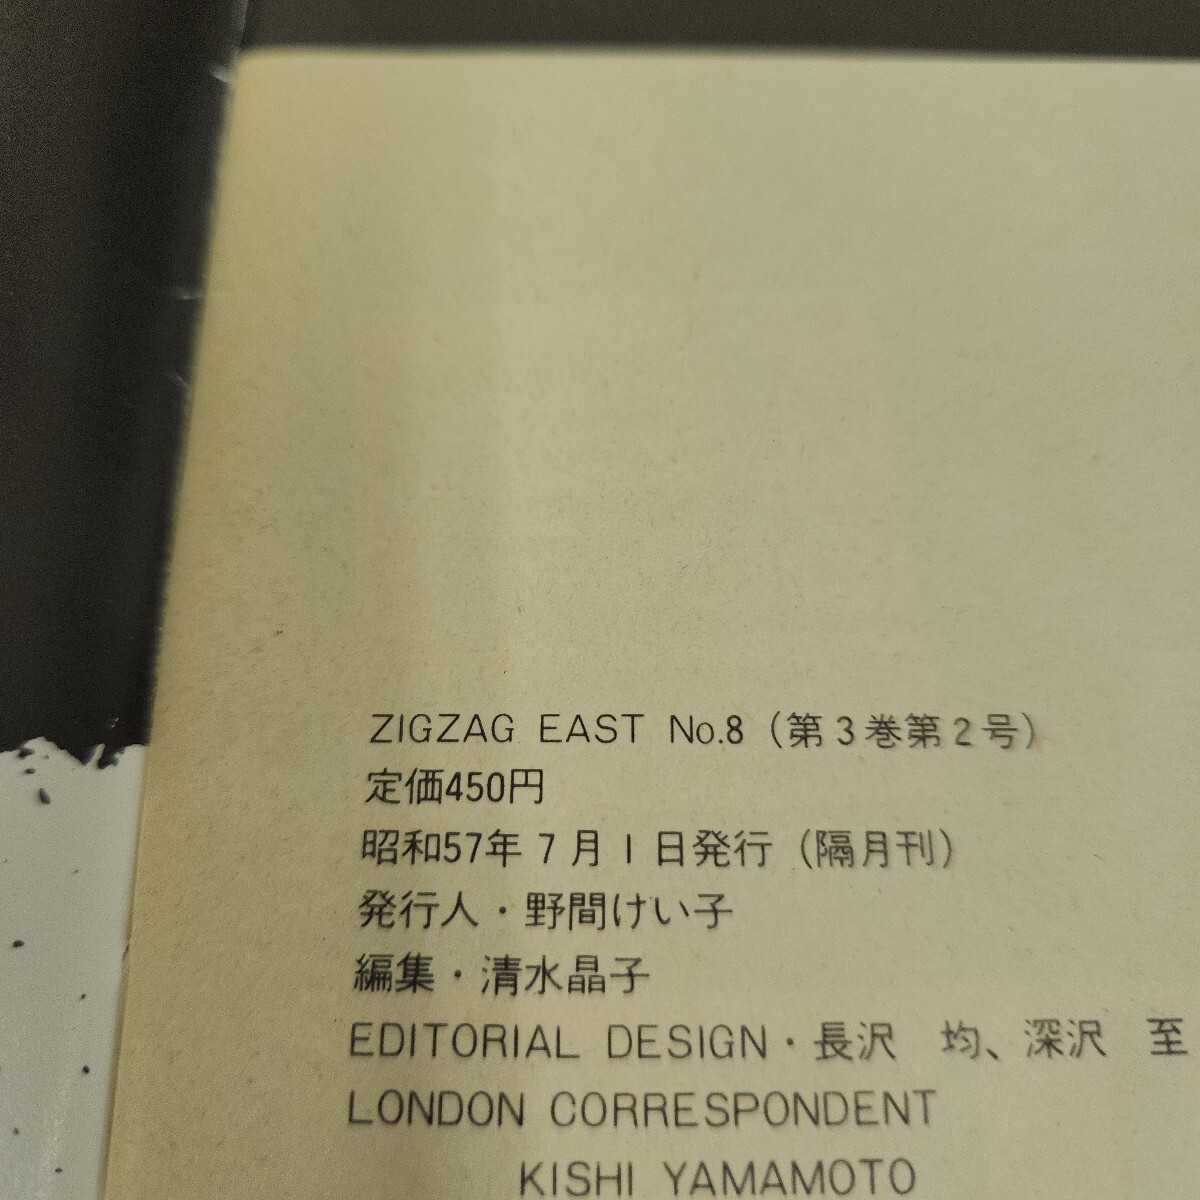 ZIGZAG EAST No.8（第3巻第2号）
定価450円
昭和57年7月1日発行（隔月刊）
発行人・野間けい子
編集・清水晶子
EDITORIAL DESIGN・長沢　均、深沢　至
LONDON CORRESPONDENT
KISHI YAMAMOTO